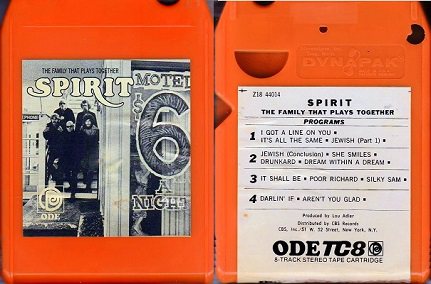 THE FAMILY THAT PLAYS TOGETHER
SPIRIT
MOTEL
PHONE
$
6
A
NIGHT
ODE
DYNAPAK
Z18 44014
SPIRIT
THE FAMILY THAT PLAYS TOGETHER
PROGRAMS
1 I GOT A LINE ON YOU •
IT'S ALL THE SAME • JEWISH (Part 1) •
2 JEWISH (Conclusion) • SHE SMILES •
DRUNKARD • DREAM WITHIN A DREAM •
3 IT SHALL BE • POOR RICHARD • SILKY SAM •
4 DARLIN' IF • AREN'T YOU GLAD •
Produced by Lou Adler
Distributed by CBS Records
CBS, Inc./51 W. 52 Street, New York, N.Y.
ODE TC8
8-TRACK STEREO TAPE CARTRIDGE